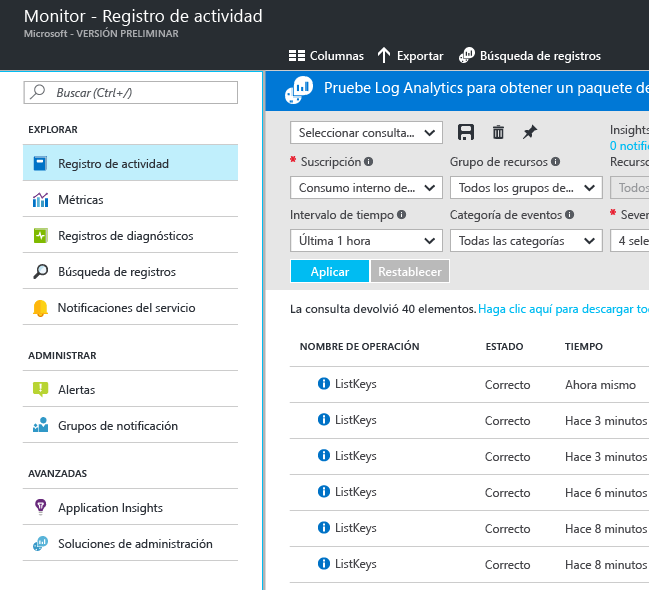 Monitor - Registro de actividad
Microsoft - VERSIÓN PRELIMINAR
Columnas Exportar Búsqueda de registros
Buscar (Ctrl+/)
EXPLORAR
Registro de actividad
Métricas
Registros de diagnósticos
Búsqueda de registros
Notificaciones del servicio
ADMINISTRAR
Alertas
Grupos de notificación
AVANZADAS
Application Insights
Soluciones de administración
Pruebe Log Analytics para obtener un paquete de
Seleccionar consulta...
Insights
0 notifi
* Suscripción Grupo de recursos Recurso
Consumo interno de... Todos los grupos de... Todos
Intervalo de tiempo Categoría de eventos * Sever
Última 1 hora Todas las categorías 4 sele
Aplicar Restablecer
La consulta devolvió 40 elementos. Haga clic aquí para descargar to
NOMBRE DE OPERACIÓN ESTADO TIEMPO
ListKeys Correcto Ahora mismo
ListKeys Correcto Hace 3 minutos
ListKeys Correcto Hace 3 minutos
ListKeys Correcto Hace 6 minutos
ListKeys Correcto Hace 8 minutos
ListKeys Correcto Hace 8 minutos